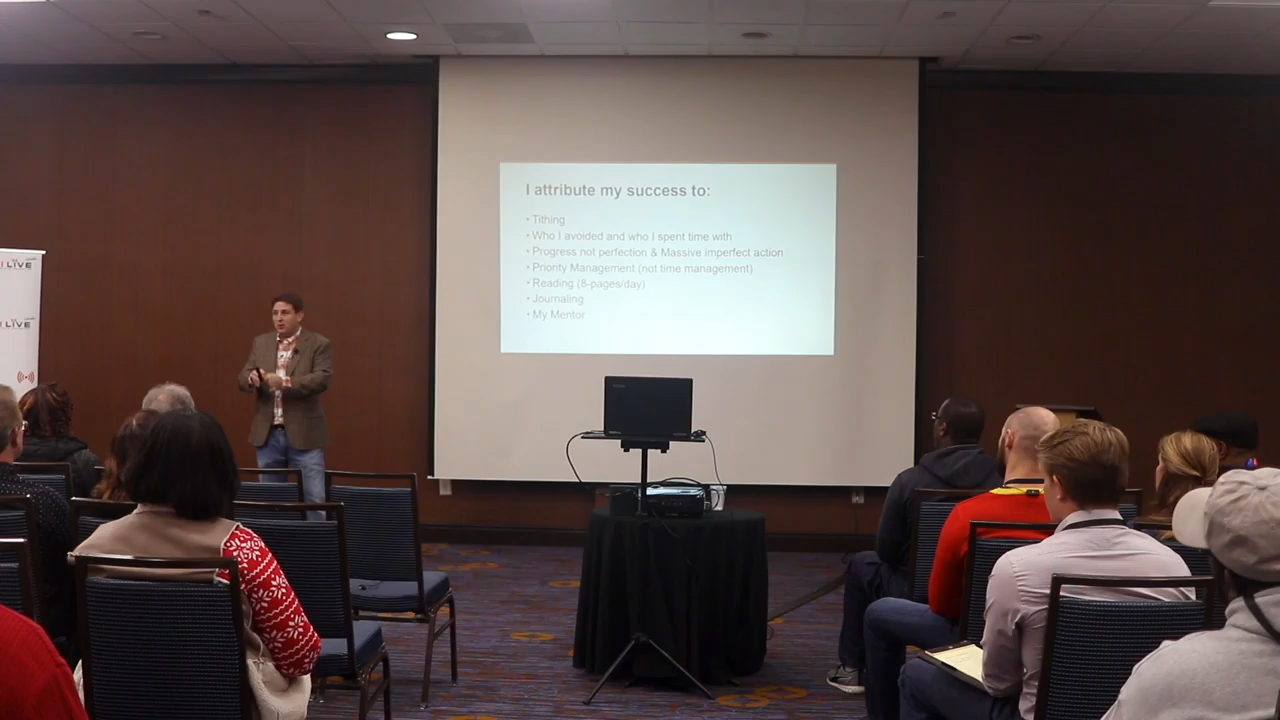 I attribute my success to:
• Tithing
• Who I avoided and who I spent time with
• Progress not perfection & Massive imperfect action
• Priority Management (not time management)
• Reading (8-pages/day)
• Journaling
• My Mentor
I LIVE
I LIVE